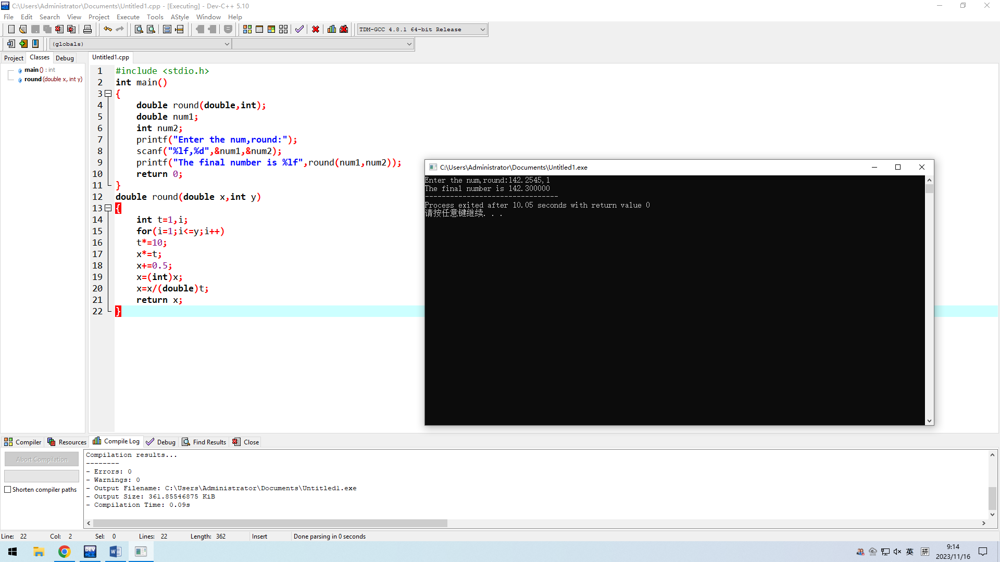 C:\Users\Administrator\Documents\Untitled1.cpp - [Executing] - Dev-C++ 5.10
File Edit Search View Project Execute Tools AStyle Window Help
TDM-GCC 4.8.1 64-bit Release
(globals)
Project Classes Debug
Untitled1.cpp
main () : int
round (double x, int y)
1 #include <stdio.h>
2 int main()
3 {
4 double round(double,int);
5 double num1;
6 int num2;
7 printf("Enter the num,round:");
8 scanf("%lf,%d",&num1,&num2);
9 printf("The final number is %lf",round(num1,num2));
10 return 0;
11 }
12 double round(double x,int y)
13 {
14 int t=1,i;
15 for(i=1;i<=y;i++)
16 t*=10;
17 x*=t;
18 x+=0.5;
19 x=(int)x;
20 x=x/(double)t;
21 return x;
22 }
C:\Users\Administrator\Documents\Untitled1.exe
Enter the num,round:142.2545,1
The final number is 142.300000
--------------------------------
Process exited after 10.05 seconds with return value 0
请按任意键继续. . .
Compiler Resources Compile Log Debug Find Results Close
Abort Compilation
Shorten compiler paths
Compilation results...
--------
- Errors: 0
- Warnings: 0
- Output Filename: C:\Users\Administrator\Documents\Untitled1.exe
- Output Size: 361.85546875 KiB
- Compilation Time: 0.09s
Line: 22 Col: 2 Sel: 0 Lines: 22 Length: 362 Insert Done parsing in 0 seconds
DEV
英 拼
9:14
2023/11/16